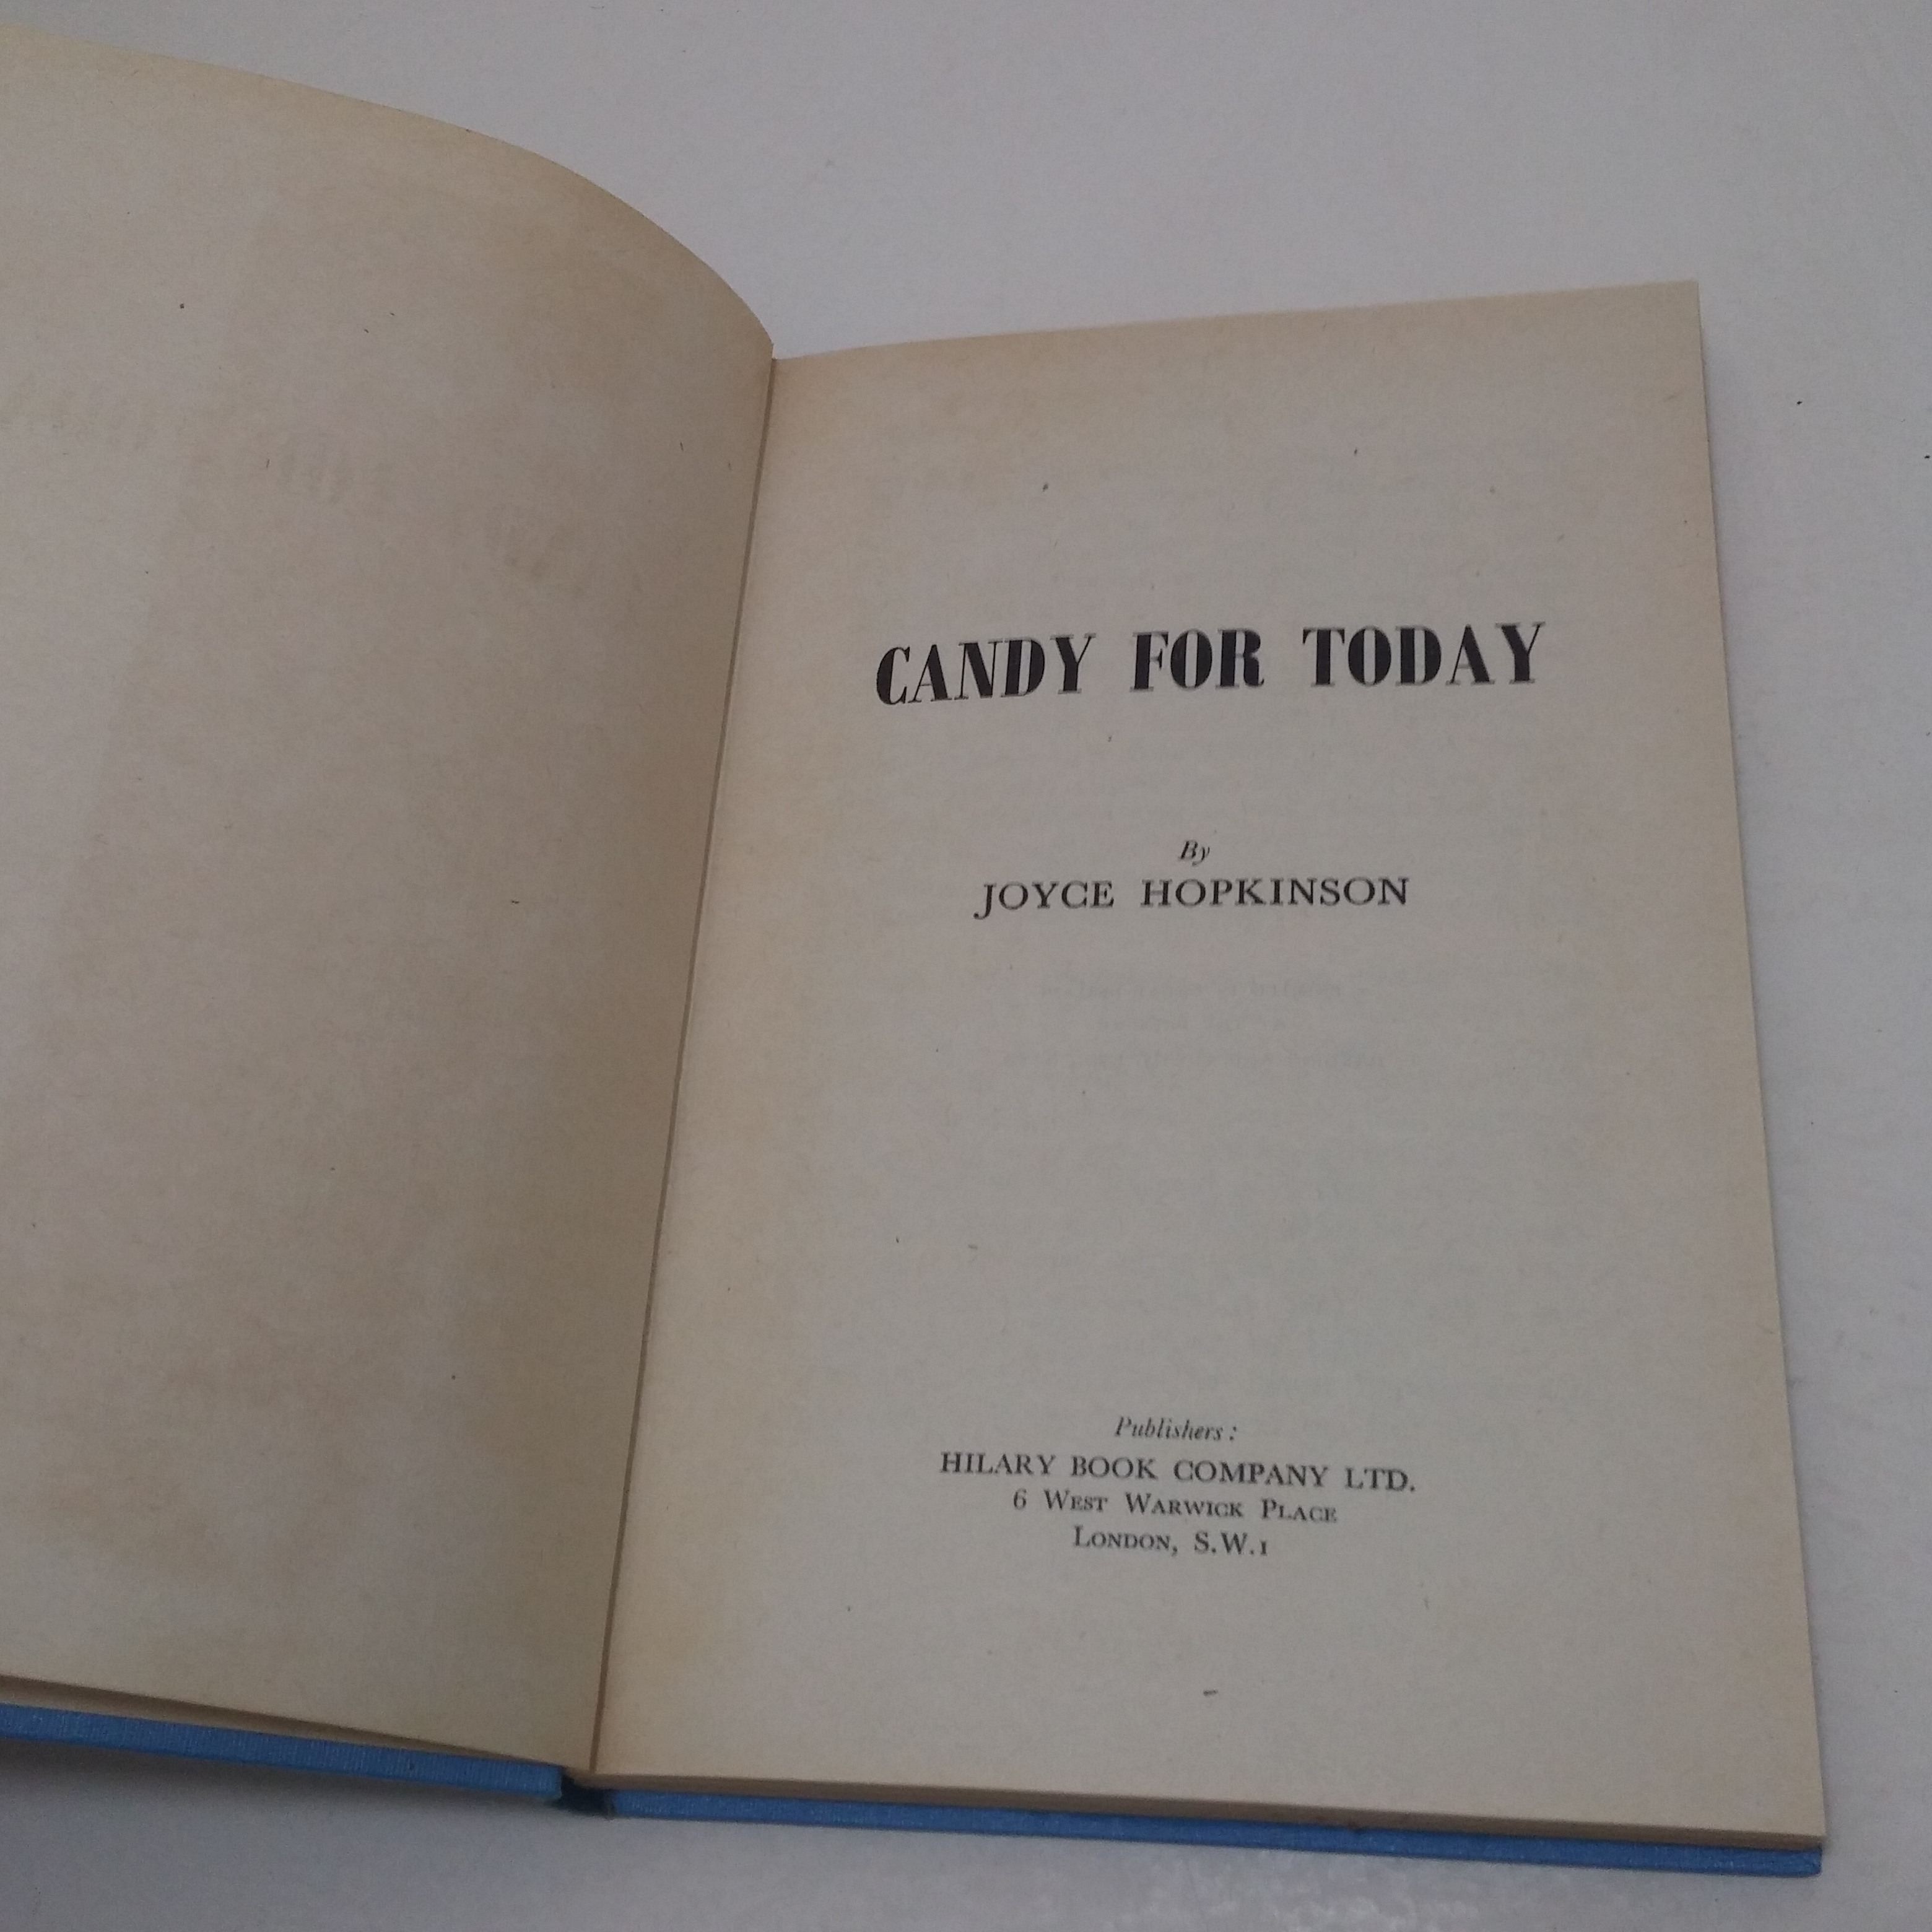 CANDY FOR TODAY
By
JOYCE HOPKINSON
Publishers :
HILARY BOOK COMPANY LTD.
6 WEST WARWICK PLACE
LONDON, S.W.1